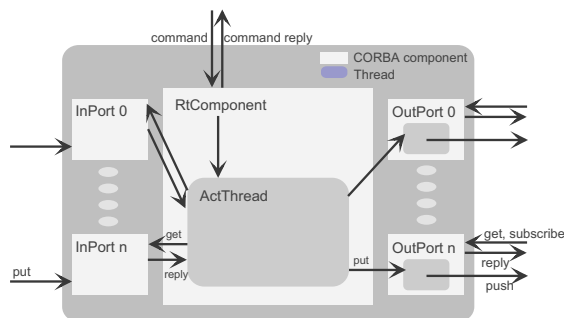 command
command reply
CORBA component
Thread
InPort 0
RtComponent
OutPort 0
ActThread
InPort n
get
reply
put
put
OutPort n
get, subscribe
reply
push